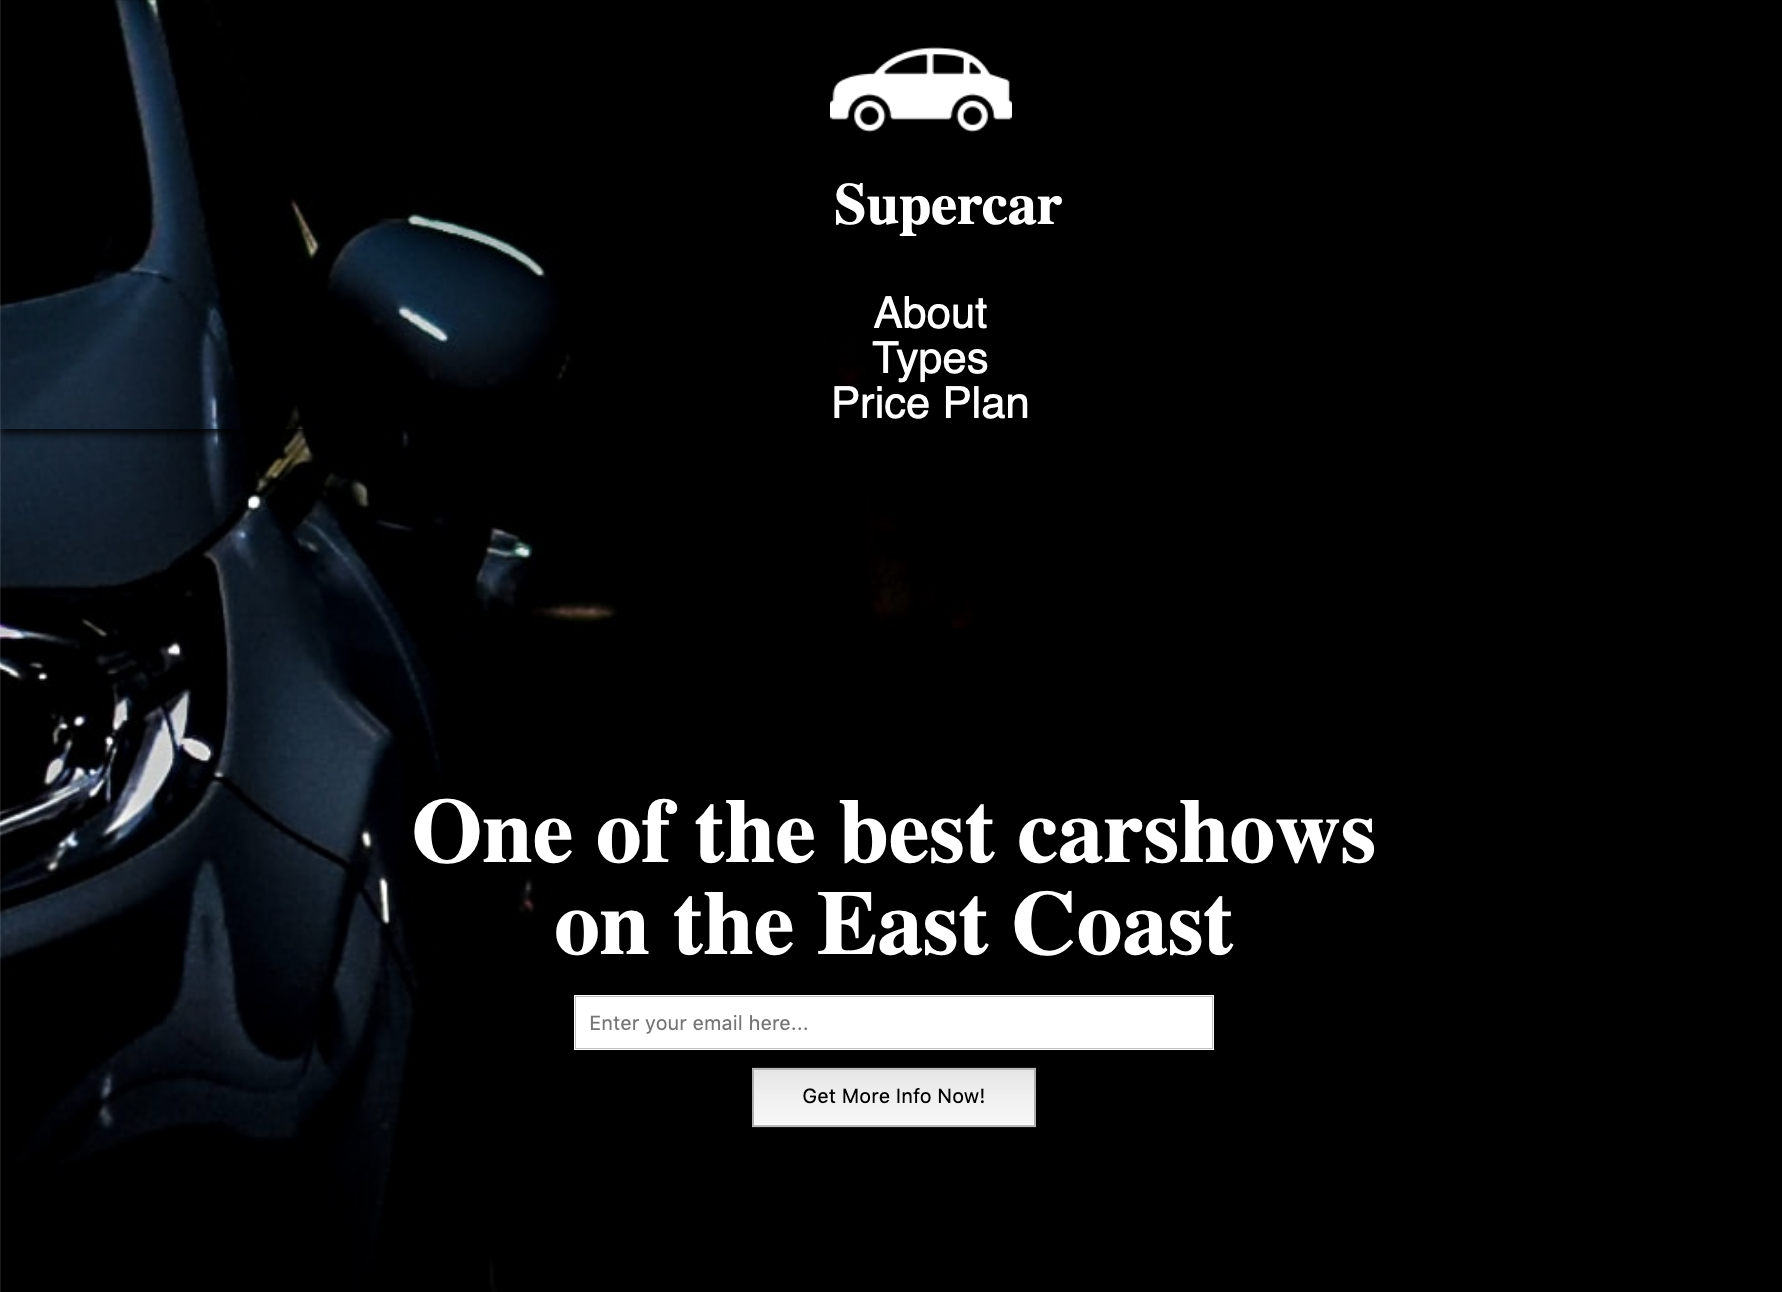 Supercar
About
Types
Price Plan
One of the best carshows
on the East Coast
Enter your email here...
Get More Info Now!